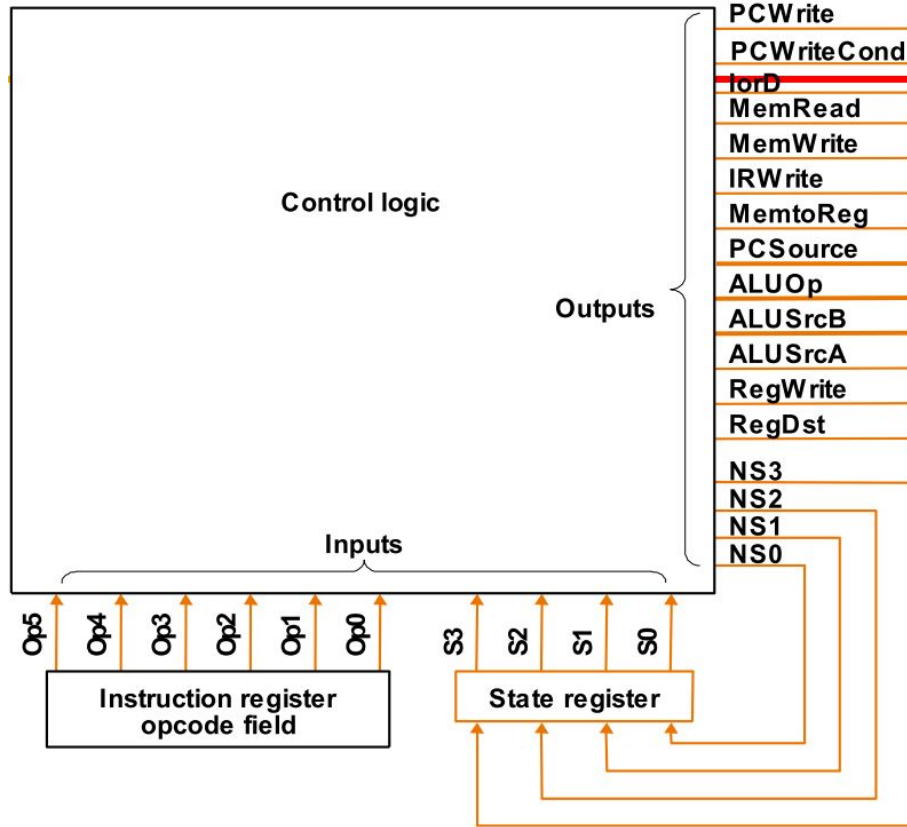 PCWrite
PCWriteCond
IorD
MemRead
MemWrite
Control logic
IRWrite
MemtoReg
PCSource
ALUOp
Outputs
ALUSrcB
ALUSrcA
RegWrite
RegDst
NS3
NS2
NS1
Inputs
NS0
Op5
Op4
Op3
Op2
Op1
Op0
S3
S2
S1
S0
Instruction register
opcode field
State register